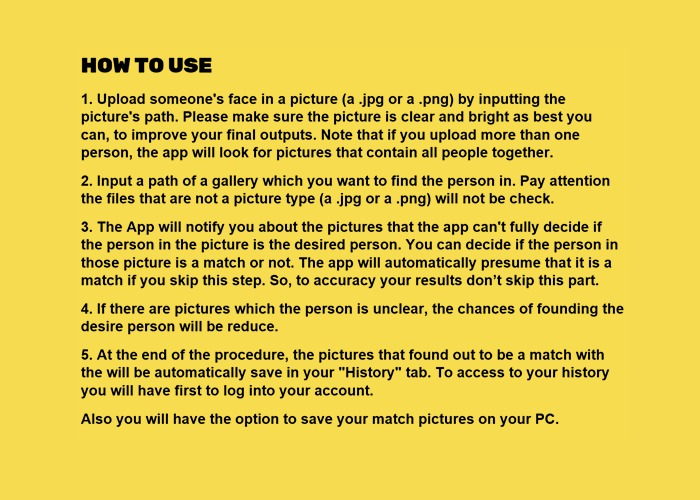 HOW TO USE
1. Upload someone's face in a picture (a .jpg or a .png) by inputting the
picture's path. Please make sure the picture is clear and bright as best you
can, to improve your final outputs. Note that if you upload more than one
person, the app will look for pictures that contain all people together.
2. Input a path of a gallery which you want to find the person in. Pay attention
the files that are not a picture type (a .jpg or a .png) will not be check.
3. The App will notify you about the pictures that the app can't fully decide if
the person in the picture is the desired person. You can decide if the person in
those picture is a match or not. The app will automatically presume that it is a
match if you skip this step. So, to accuracy your results don’t skip this part.
4. If there are pictures which the person is unclear, the chances of founding the
desire person will be reduce.
5. At the end of the procedure, the pictures that found out to be a match with
the will be automatically save in your "History" tab. To access to your history
you will have first to log into your account.
Also you will have the option to save your match pictures on your PC.